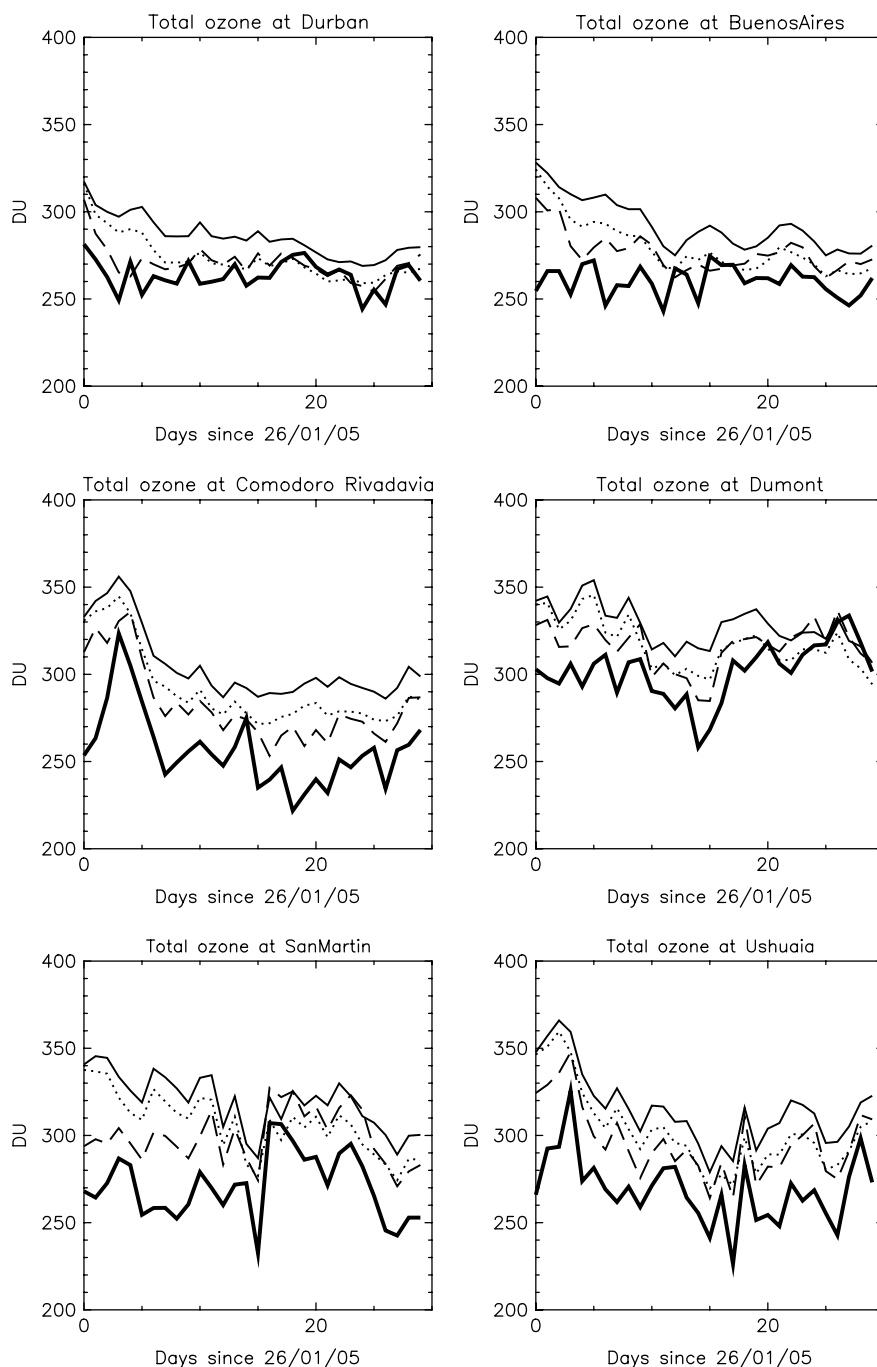 Total ozone at Durban
400
350
300
250
200
DU
0
20
Days since 26/01/05
Total ozone at BuenosAires
400
350
300
250
200
DU
0
20
Days since 26/01/05
Total ozone at Comodoro Rivadavia
400
350
300
250
200
DU
0
20
Days since 26/01/05
Total ozone at Dumont
400
350
300
250
200
DU
0
20
Days since 26/01/05
Total ozone at SanMartin
400
350
300
250
200
DU
0
20
Days since 26/01/05
Total ozone at Ushuaia
400
350
300
250
200
DU
0
20
Days since 26/01/05